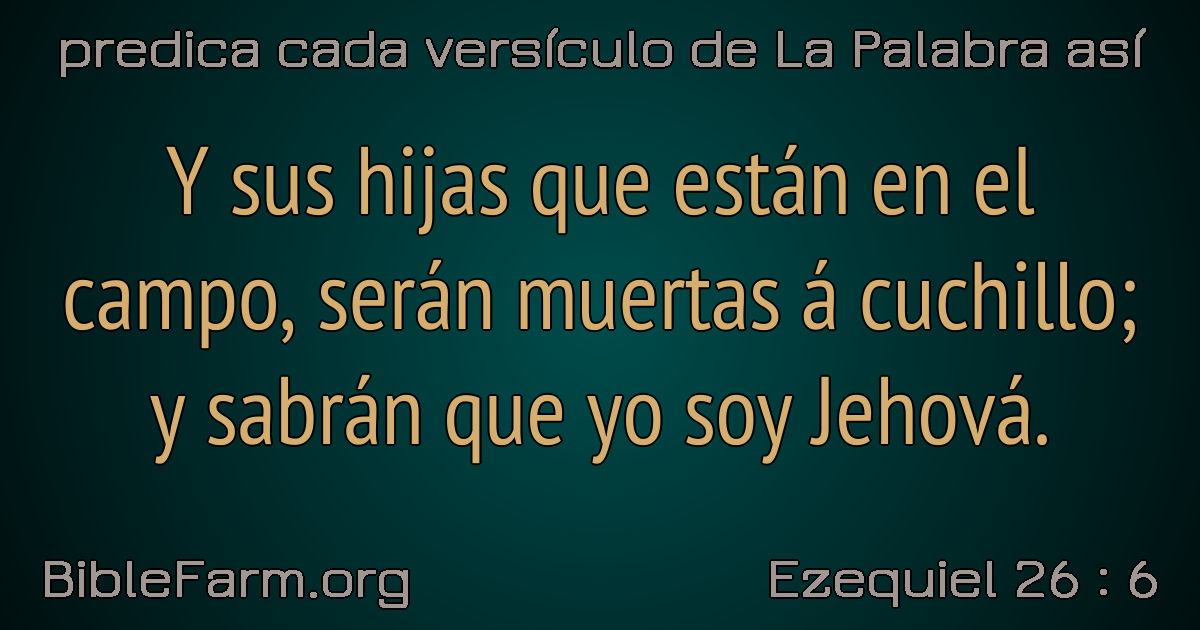 predica cada versículo de La Palabra así
Y sus hijas que están en el
campo, serán muertas á cuchillo;
y sabrán que yo soy Jehová.
BibleFarm.org
Ezequiel 26 : 6